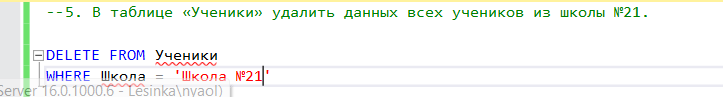 --5. В таблице «Ученики» удалить данных всех учеников из школы №21.
DELETE FROM Ученики
WHERE Школа = 'Школа №21'
Server 16.0.1000.6 - Lesinka\nyaol)